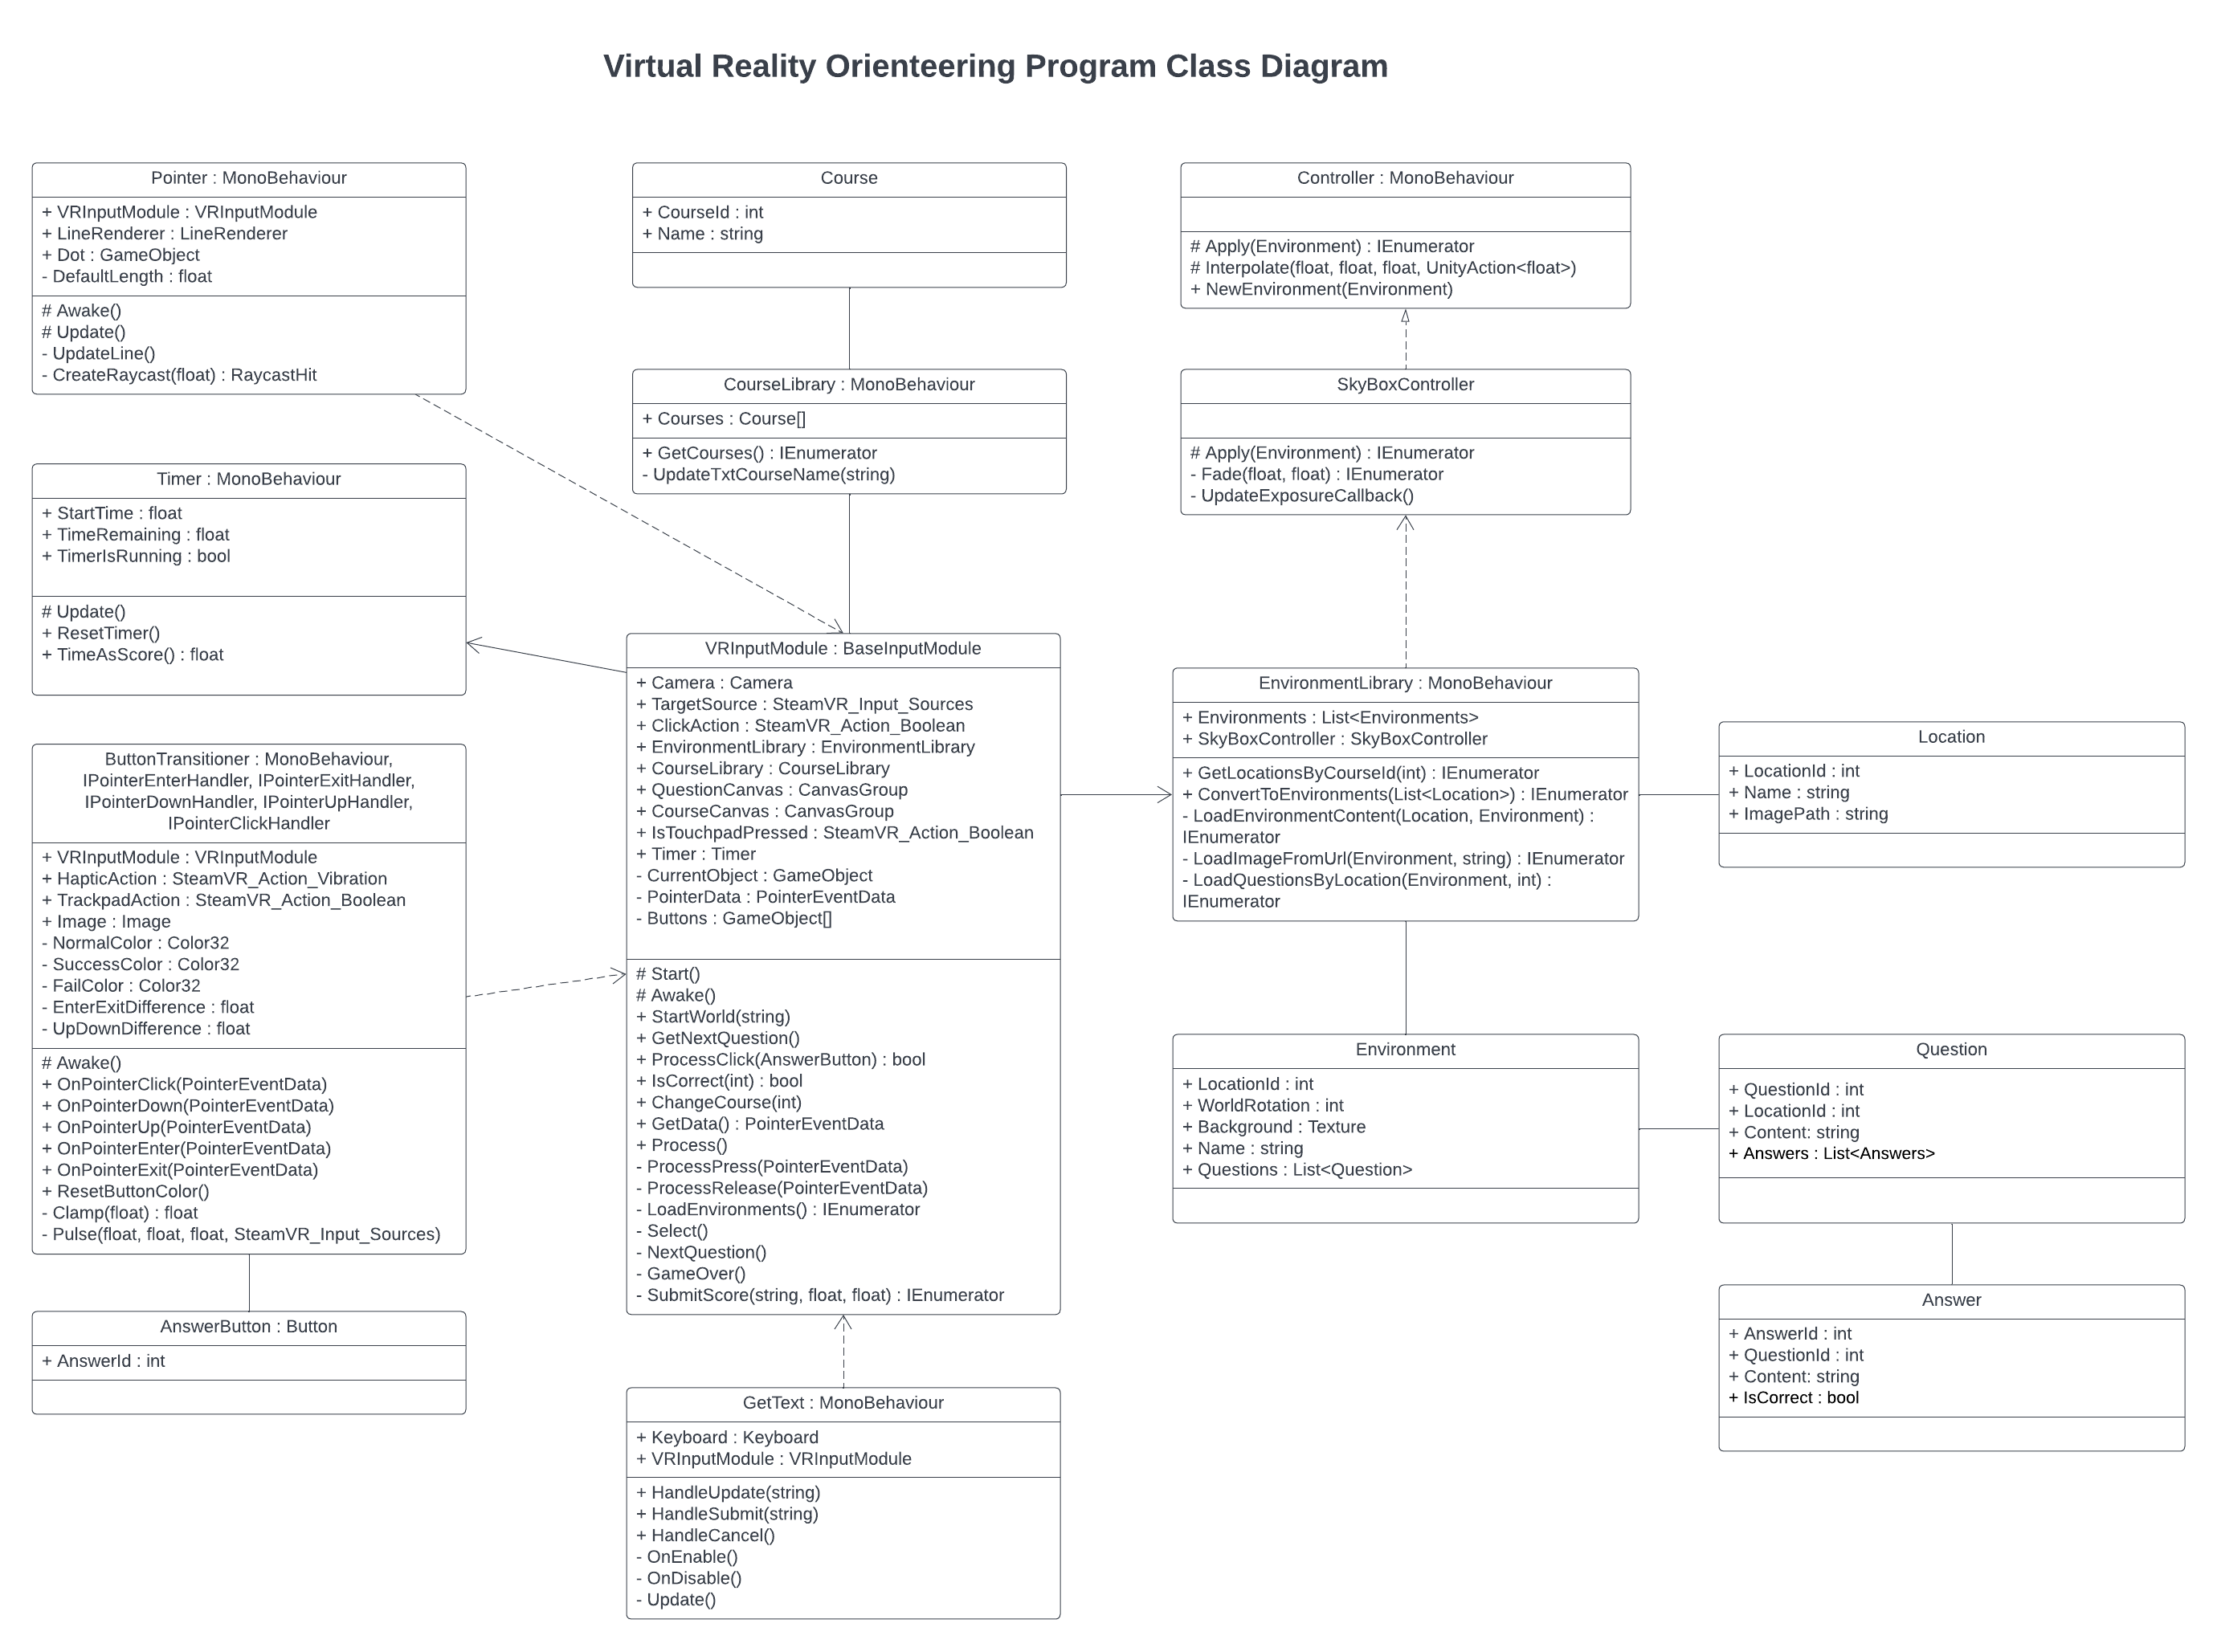 Virtual Reality Orienteering Program Class Diagram
Pointer : MonoBehaviour
+ VRInputModule : VRInputModule
+ LineRenderer : LineRenderer
+ Dot : GameObject
- DefaultLength : float
# Awake()
# Update()
- UpdateLine()
- CreateRaycast(float) : RaycastHit
Course
+ CourseId : int
+ Name : string
Controller : MonoBehaviour
# Apply(Environment) : IEnumerator
# Interpolate(float, float, float, UnityAction<float>)
+ NewEnvironment(Environment)
CourseLibrary : MonoBehaviour
+ Courses : Course[]
+ GetCourses() : IEnumerator
- UpdateTxtCourseName(string)
SkyBoxController
# Apply(Environment) : IEnumerator
- Fade(float, float) : IEnumerator
- UpdateExposureCallback()
Timer : MonoBehaviour
+ StartTime : float
+ TimeRemaining : float
+ TimerIsRunning : bool
# Update()
+ ResetTimer()
+ TimeAsScore() : float
VRInputModule : BaseInputModule
+ Camera : Camera
+ TargetSource : SteamVR_Input_Sources
+ ClickAction : SteamVR_Action_Boolean
+ EnvironmentLibrary : EnvironmentLibrary
+ CourseLibrary : CourseLibrary
+ QuestionCanvas : CanvasGroup
+ CourseCanvas : CanvasGroup
+ IsTouchpadPressed : SteamVR_Action_Boolean
+ Timer : Timer
- CurrentObject : GameObject
- PointerData : PointerEventData
- Buttons : GameObject[]
# Start()
# Awake()
+ StartWorld(string)
+ GetNextQuestion()
+ ProcessClick(AnswerButton) : bool
+ IsCorrect(int) : bool
+ ChangeCourse(int)
+ GetData() : PointerEventData
+ Process()
- ProcessPress(PointerEventData)
- ProcessRelease(PointerEventData)
- LoadEnvironments() : IEnumerator
- Select()
- NextQuestion()
- GameOver()
- SubmitScore(string, float, float) : IEnumerator
EnvironmentLibrary : MonoBehaviour
+ Environments : List<Environments>
+ SkyBoxController : SkyBoxController
+ GetLocationsByCourseId(int) : IEnumerator
+ ConvertToEnvironments(List<Location>) : IEnumerator
- LoadEnvironmentContent(Location, Environment) :
IEnumerator
- LoadImageFromUrl(Environment, string) : IEnumerator
- LoadQuestionsByLocation(Environment, int) :
IEnumerator
Location
+ LocationId : int
+ Name : string
+ ImagePath : string
ButtonTransitioner : MonoBehaviour,
IPointerEnterHandler, IPointerExitHandler,
IPointerDownHandler, IPointerUpHandler,
IPointerClickHandler
+ VRInputModule : VRInputModule
+ HapticAction : SteamVR_Action_Vibration
+ TrackpadAction : SteamVR_Action_Boolean
+ Image : Image
- NormalColor : Color32
- SuccessColor : Color32
- FailColor : Color32
- EnterExitDifference : float
- UpDownDifference : float
# Awake()
+ OnPointerClick(PointerEventData)
+ OnPointerDown(PointerEventData)
+ OnPointerUp(PointerEventData)
+ OnPointerEnter(PointerEventData)
+ OnPointerExit(PointerEventData)
+ ResetButtonColor()
- Clamp(float) : float
- Pulse(float, float, float, SteamVR_Input_Sources)
Environment
+ LocationId : int
+ WorldRotation : int
+ Background : Texture
+ Name : string
+ Questions : List<Question>
Question
+ QuestionId : int
+ LocationId : int
+ Content: string
+ Answers : List<Answers>
Answer
+ AnswerId : int
+ QuestionId : int
+ Content: string
+ IsCorrect : bool
AnswerButton : Button
+ AnswerId : int
GetText : MonoBehaviour
+ Keyboard : Keyboard
+ VRInputModule : VRInputModule
+ HandleUpdate(string)
+ HandleSubmit(string)
+ HandleCancel()
- OnEnable()
- OnDisable()
- Update()